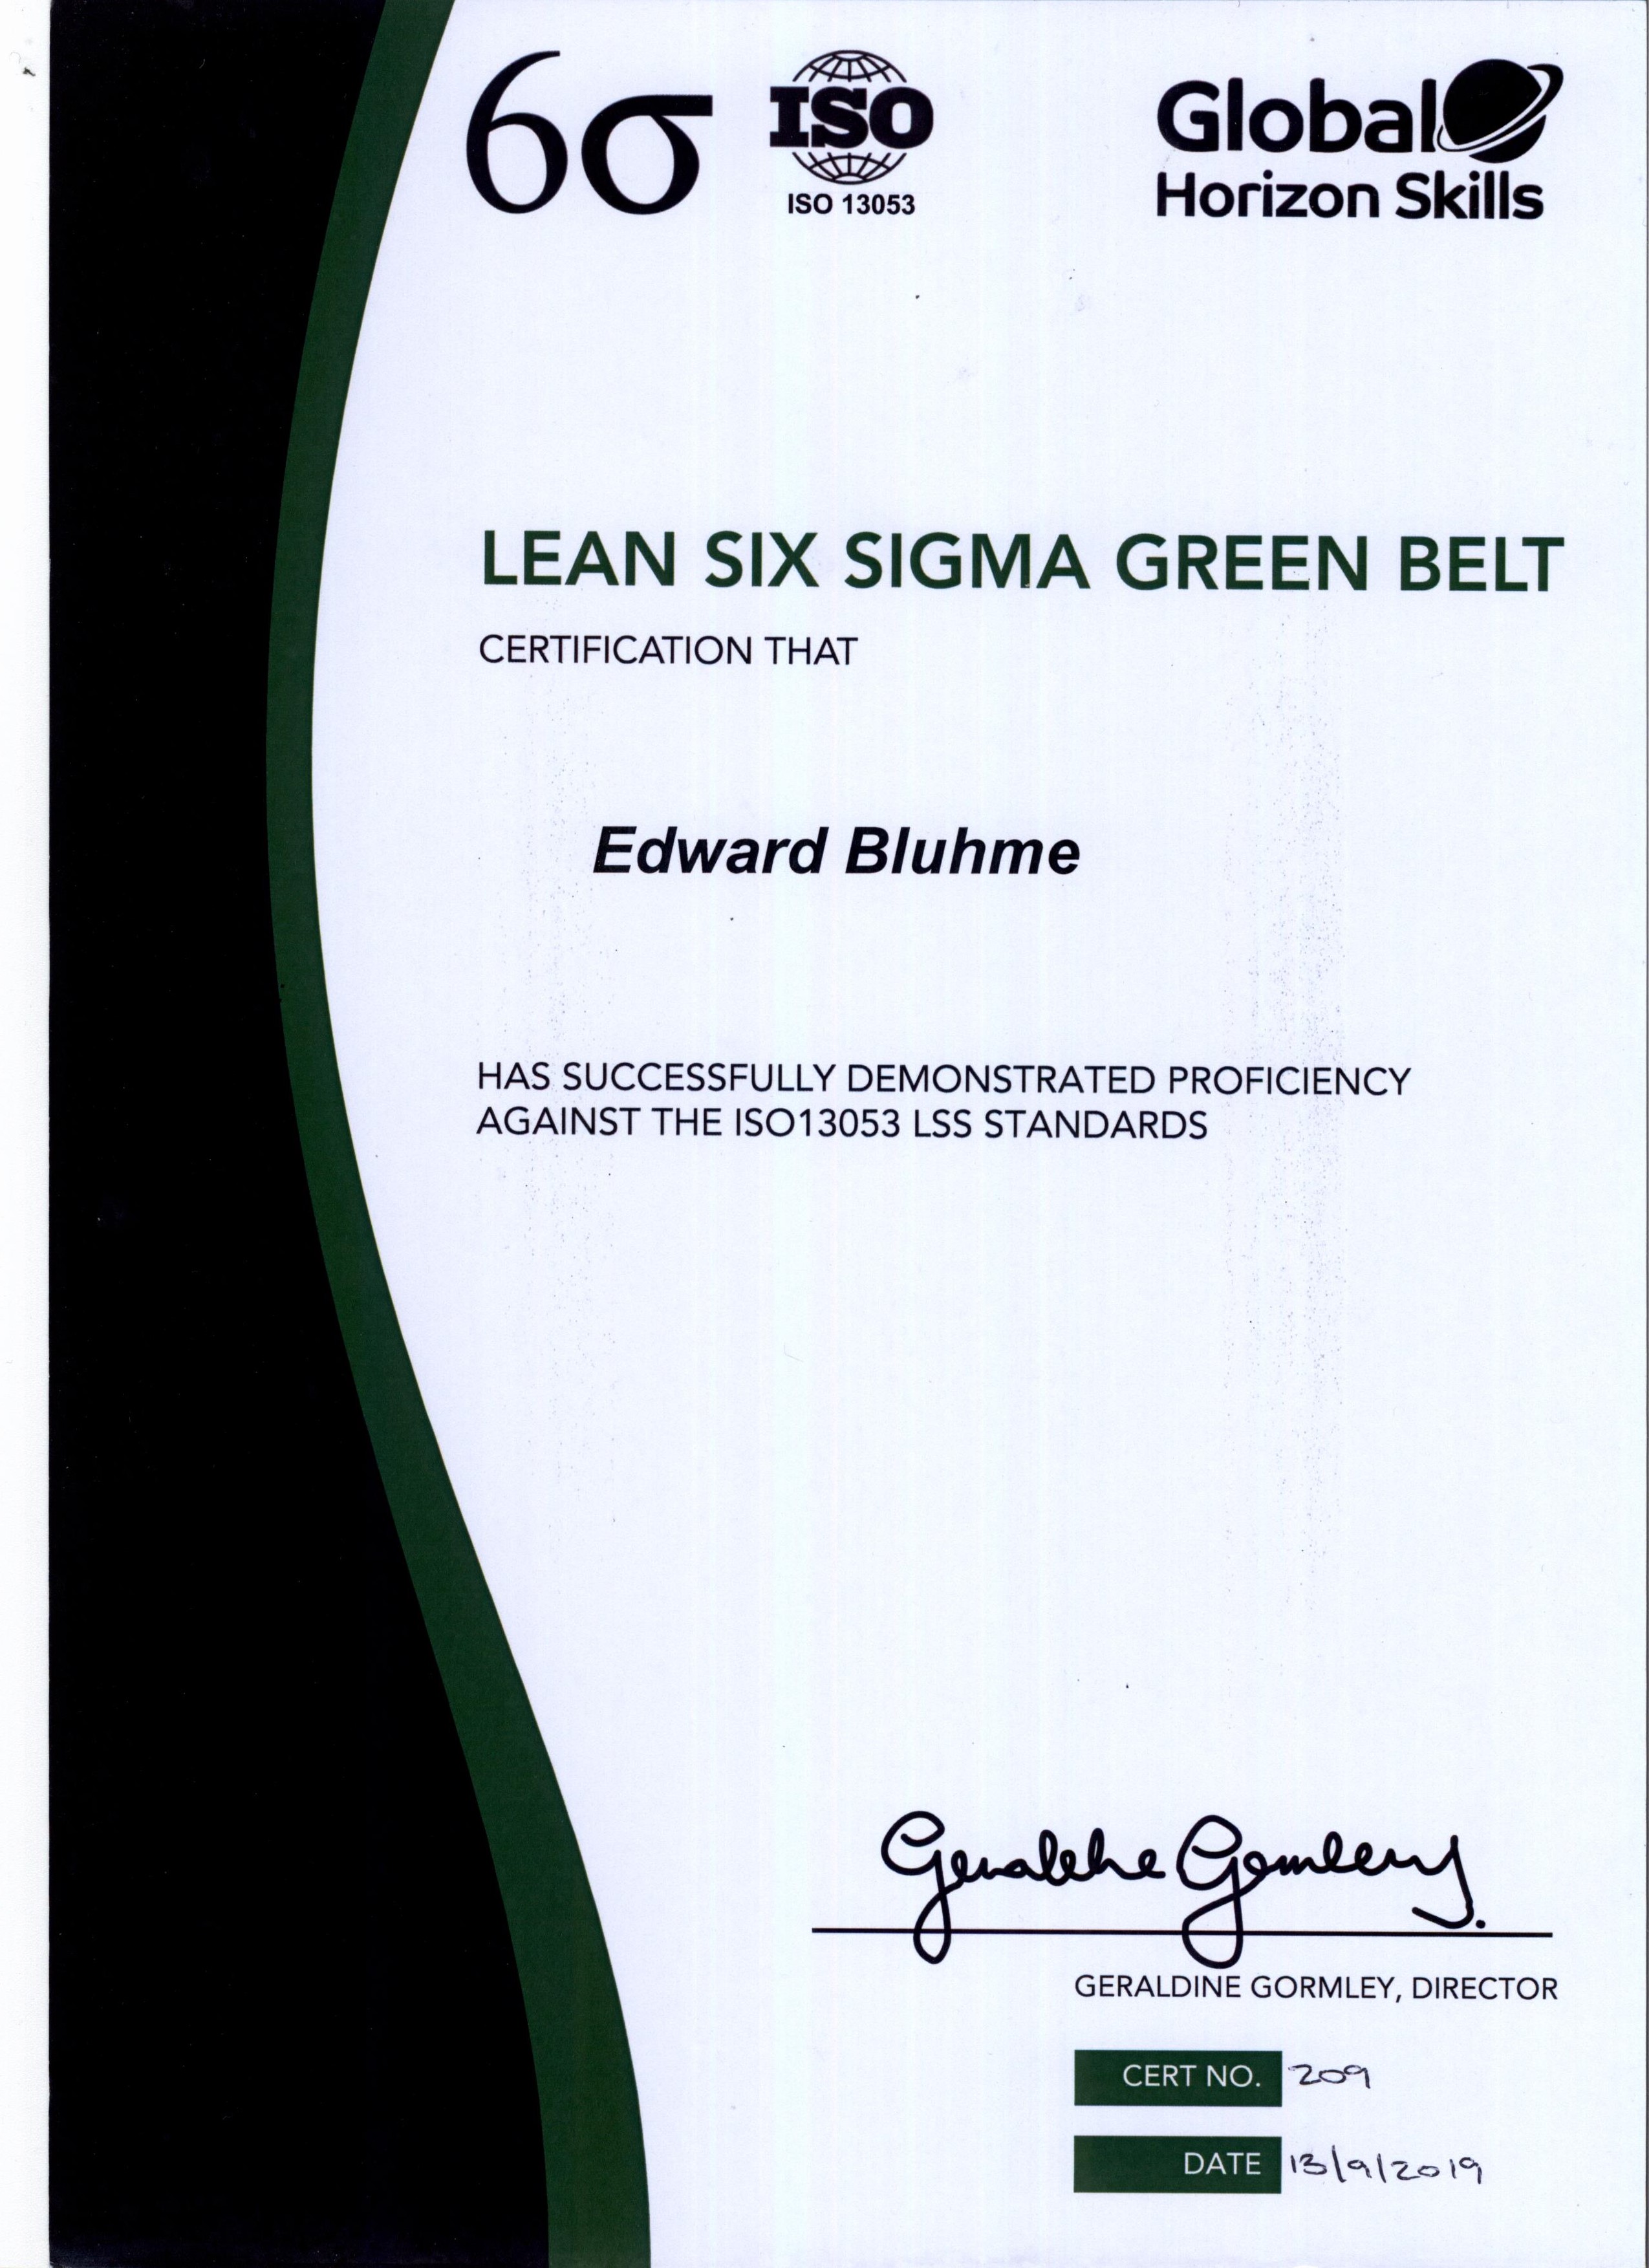 6σ
ISO
ISO 13053
Global
Horizon Skills
LEAN SIX SIGMA GREEN BELT
CERTIFICATION THAT
Edward Bluhme
HAS SUCCESSFULLY DEMONSTRATED PROFICIENCY
AGAINST THE ISO13053 LSS STANDARDS
Geraldine Gormley
GERALDINE GORMLEY, DIRECTOR
CERT NO. 209
DATE 13/9/2019